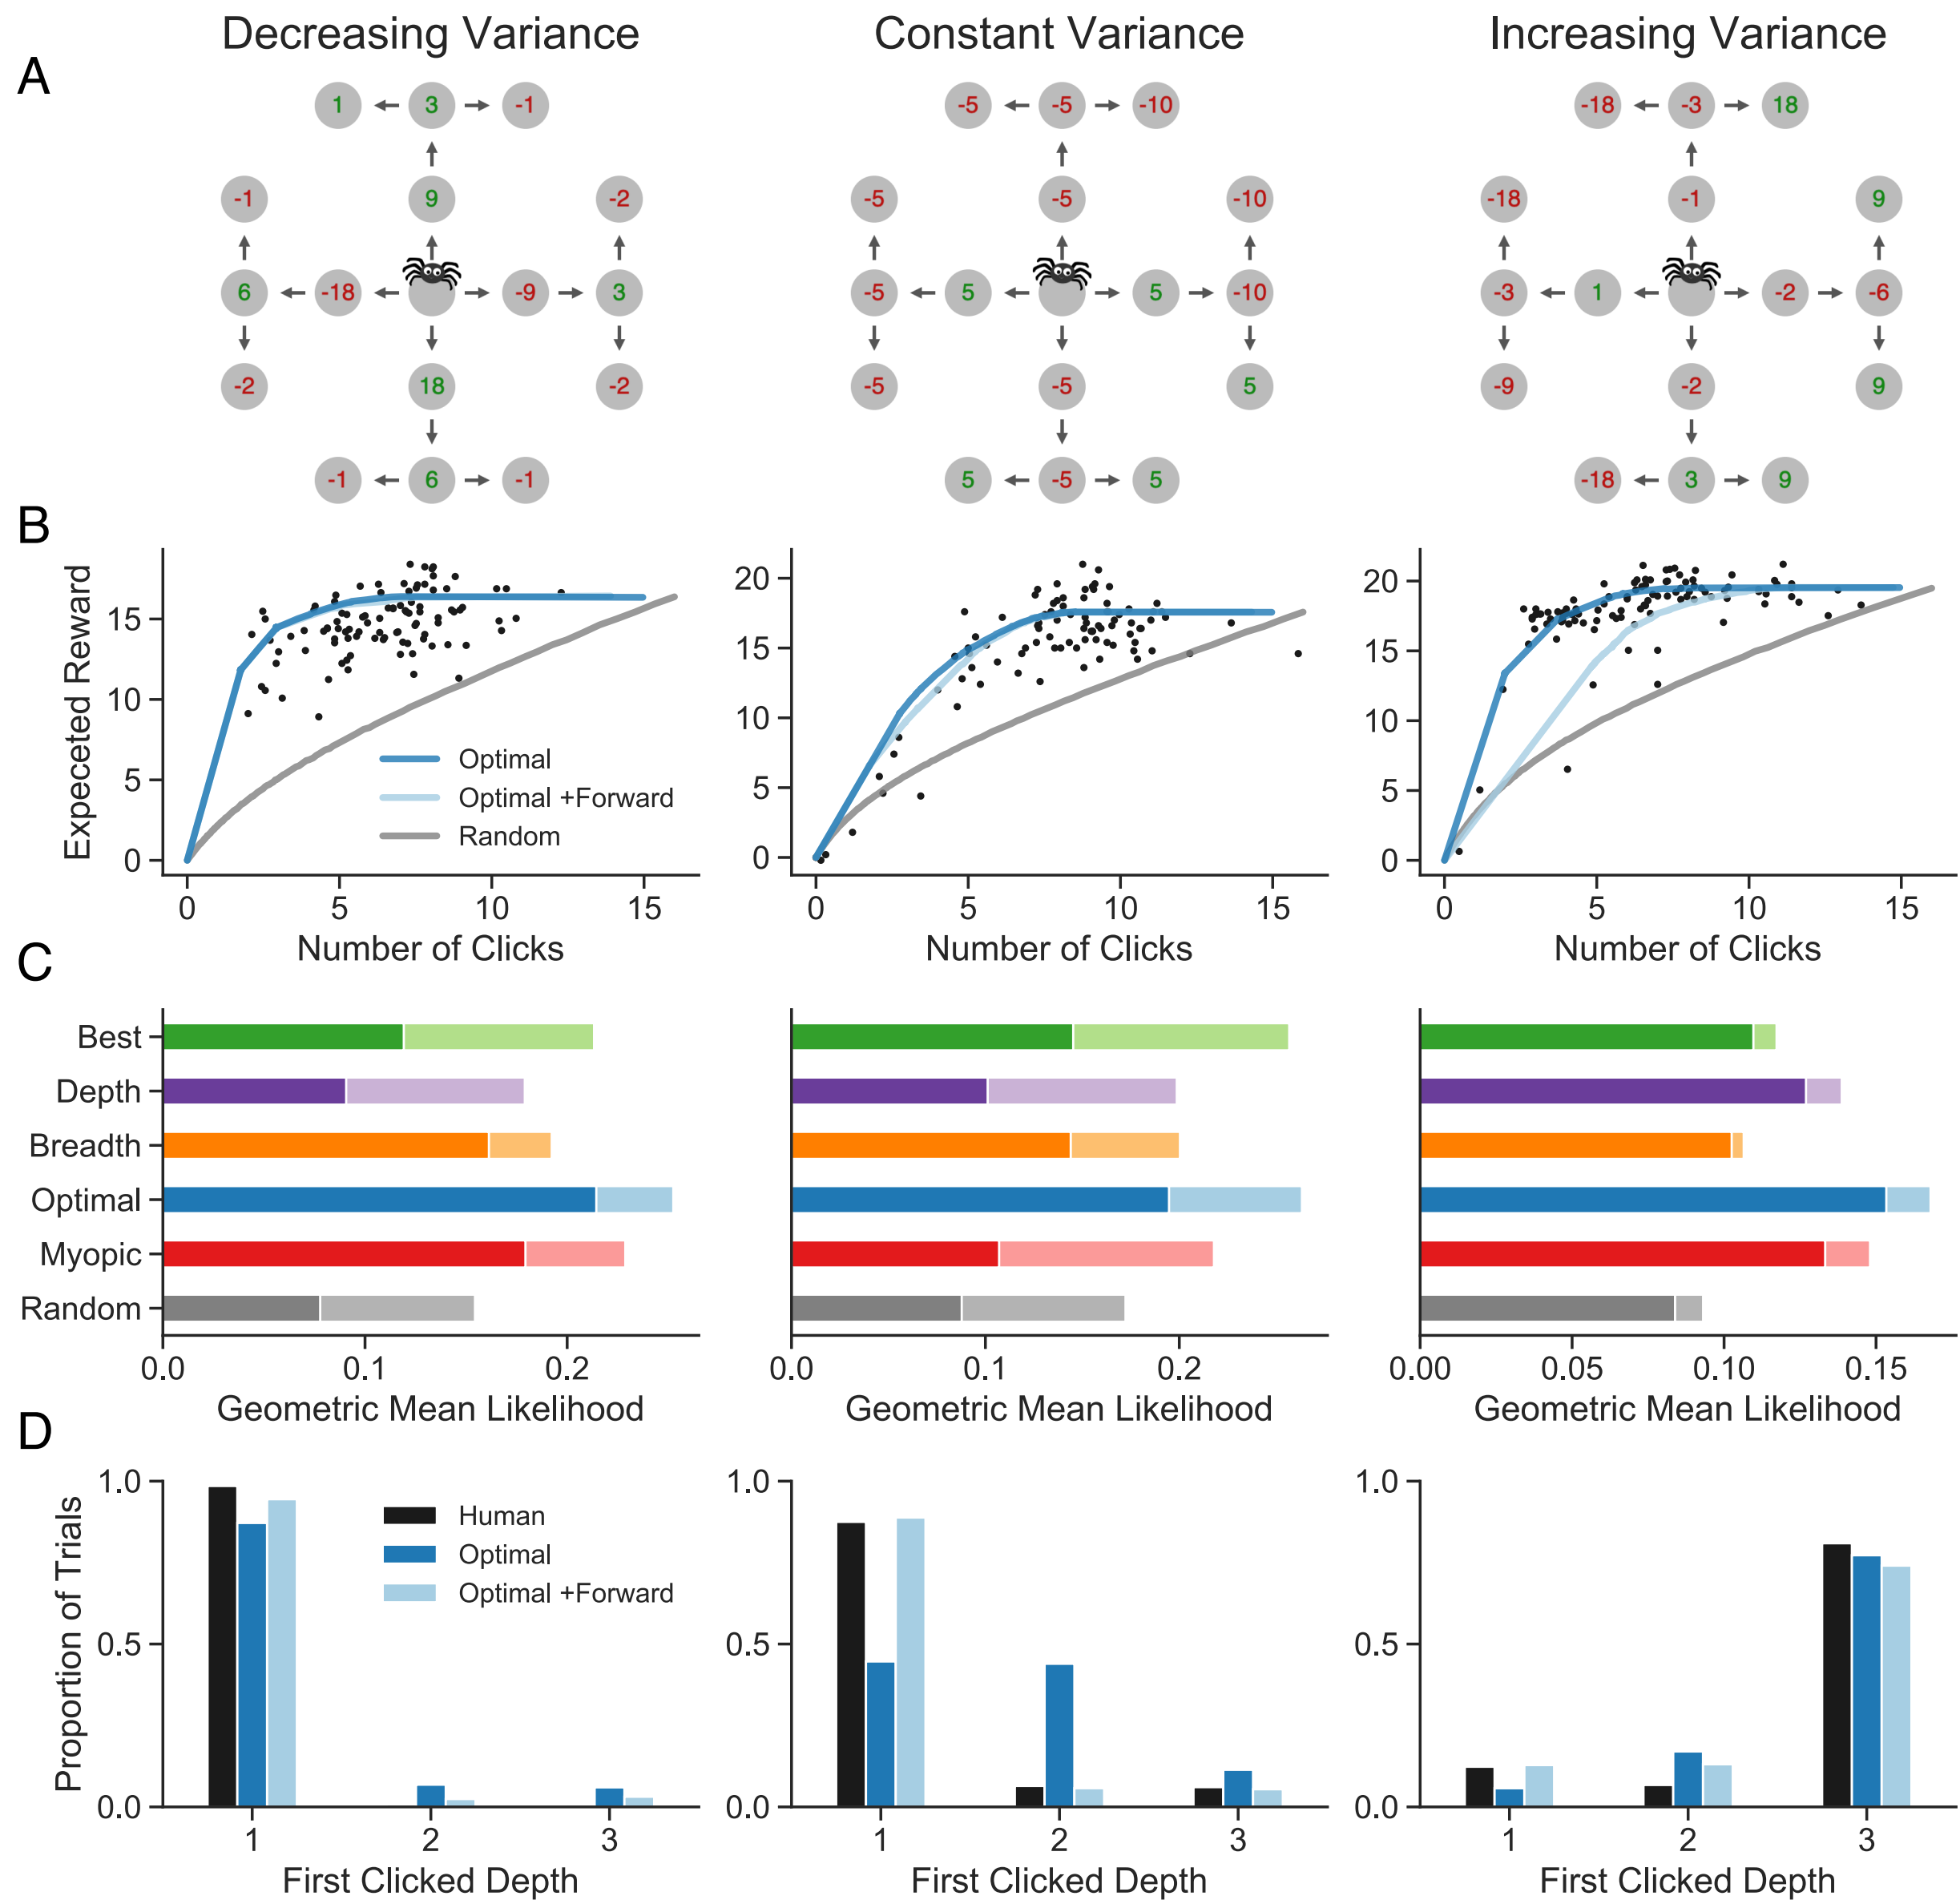 Decreasing Variance Constant Variance Increasing Variance
A
1 3 -1 -5 -5 -10 -18 -3 18
-1 9 -2 -5 -5 -10 -18 -1 9
6 -18 -9 3 -5 5 5 -10 -3 1 -2 -6
-2 18 -2 -5 -5 5 -9 -2 9
-1 6 -1 5 -5 5 -18 3 9
B
Expeceted Reward
15
10
5
0
0 5 10 15
Number of Clicks
Optimal
Optimal +Forward
Random
20
15
10
5
0
0 5 10 15
Number of Clicks
20
15
10
5
0
0 5 10 15
Number of Clicks
C
Best
Depth
Breadth
Optimal
Myopic
Random
0.0 0.1 0.2
Geometric Mean Likelihood
0.0 0.1 0.2
Geometric Mean Likelihood
0.00 0.05 0.10 0.15
Geometric Mean Likelihood
D
Proportion of Trials
1.0
0.5
0.0
1 2 3
First Clicked Depth
Human
Optimal
Optimal +Forward
1.0
0.5
0.0
1 2 3
First Clicked Depth
1.0
0.5
0.0
1 2 3
First Clicked Depth